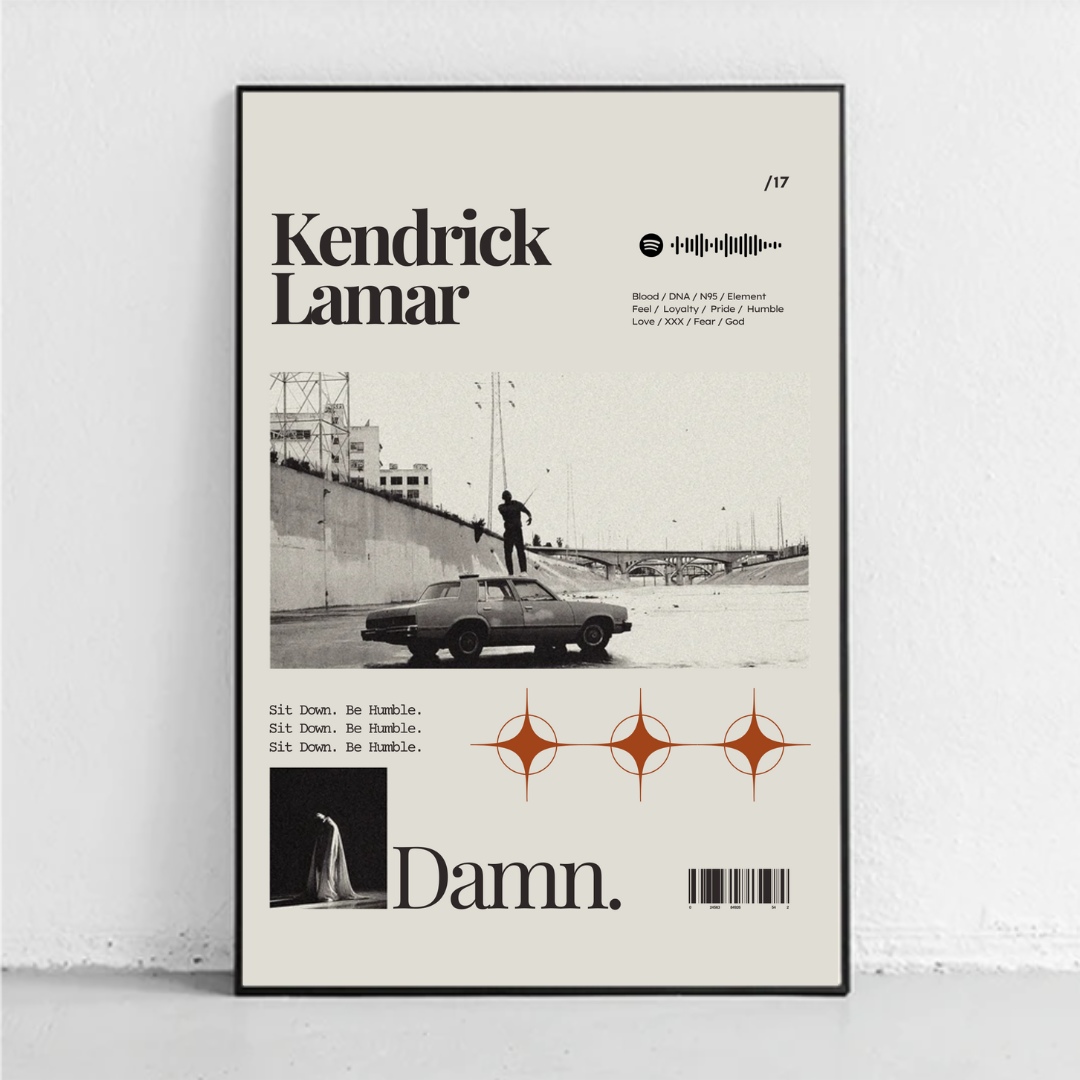 /17
Kendrick
Lamar
Blood / DNA / N95 / Element
Feel / Loyalty / Pride / Humble
Love / XXX / Fear / God
Sit Down. Be Humble.
Sit Down. Be Humble.
Sit Down. Be Humble.
Damn.